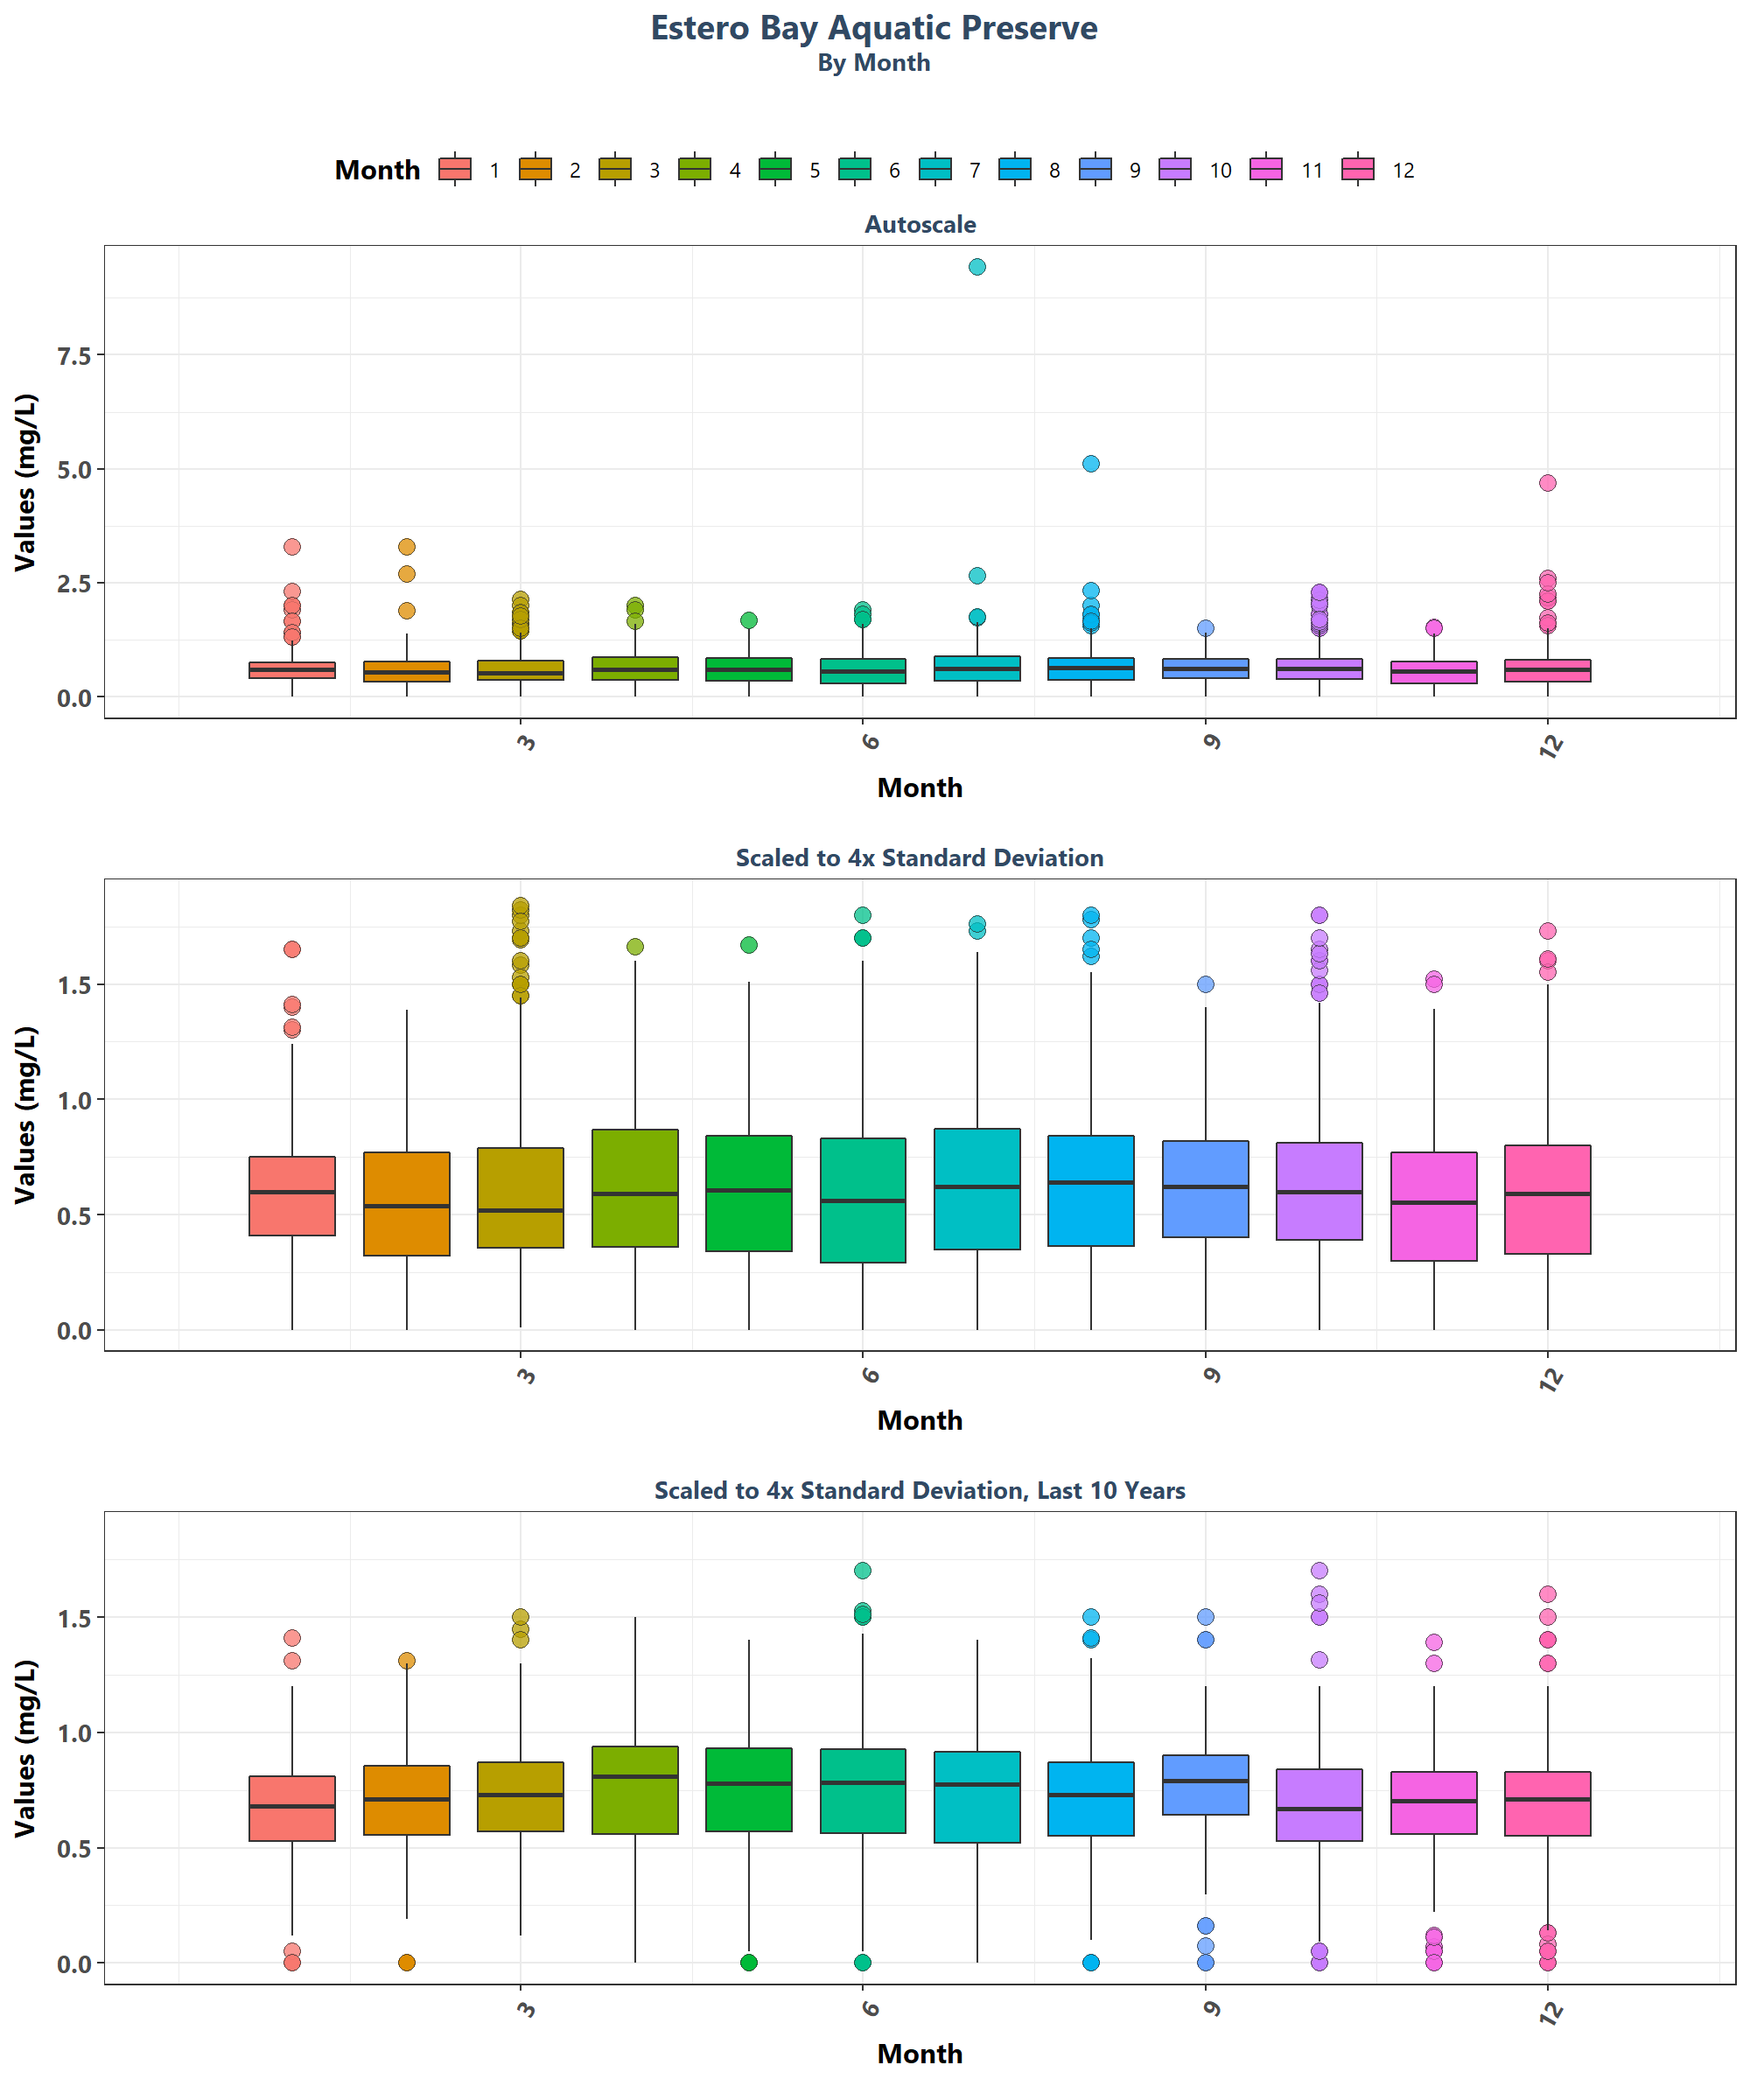 Estero Bay Aquatic Preserve
By Month
Month 1 2 3 4 5 6 7 8 9 10 11 12
Autoscale
Values (mg/L)
7.5
5.0
2.5
0.0
3 6 9 12
Month
Scaled to 4x Standard Deviation
Values (mg/L)
1.5
1.0
0.5
0.0
3 6 9 12
Month
Scaled to 4x Standard Deviation, Last 10 Years
Values (mg/L)
1.5
1.0
0.5
0.0
3 6 9 12
Month